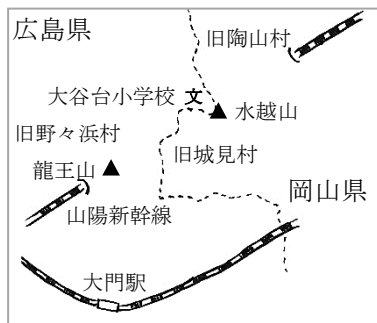 広島県
旧陶山村
大谷台小学校 文
水越山
旧野々浜村
旧城見村
龍王山
岡山県
山陽新幹線
大門駅